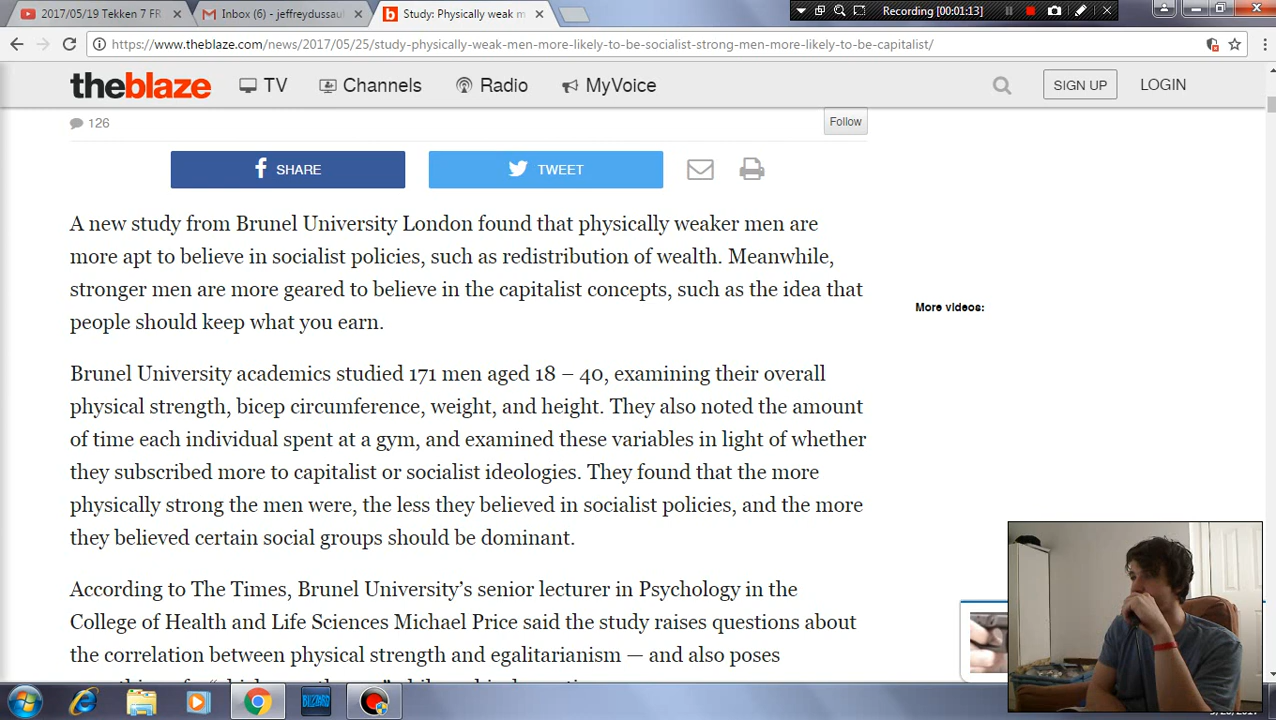 2017/05/19 Tekken 7 FR
Inbox (6) - jeffreydussau
Study: Physically weak m
Recording [00:01:13]
https://www.theblaze.com/news/2017/05/25/study-physically-weak-men-more-likely-to-be-socialist-strong-men-more-likely-to-be-capitalist/
theblaze
TV
Channels
Radio
MyVoice
SIGN UP
LOGIN
126
Follow
SHARE
TWEET
A new study from Brunel University London found that physically weaker men are
more apt to believe in socialist policies, such as redistribution of wealth. Meanwhile,
stronger men are more geared to believe in the capitalist concepts, such as the idea that
people should keep what you earn.
More videos:
Brunel University academics studied 171 men aged 18 – 40, examining their overall
physical strength, bicep circumference, weight, and height. They also noted the amount
of time each individual spent at a gym, and examined these variables in light of whether
they subscribed more to capitalist or socialist ideologies. They found that the more
physically strong the men were, the less they believed in socialist policies, and the more
they believed certain social groups should be dominant.
According to The Times, Brunel University’s senior lecturer in Psychology in the
College of Health and Life Sciences Michael Price said the study raises questions about
the correlation between physical strength and egalitarianism — and also poses
BLIZZARD